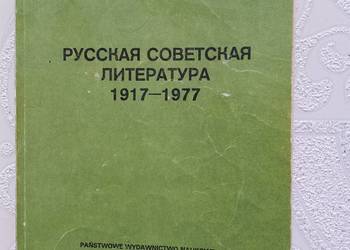 РУССКАЯ СОВЕТСКАЯ
ЛИТЕРАТУРА
1917—1977
PAŃSTWOWE WYDAWNICTWO